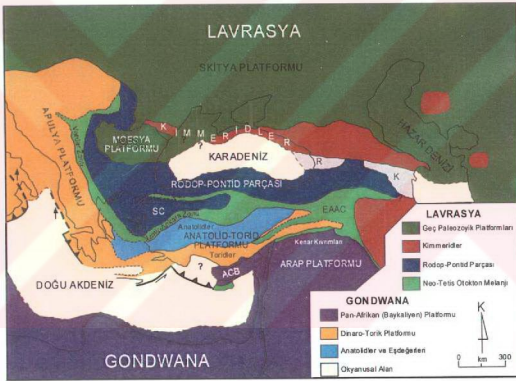 LAVRASYA
SKİTYA PLATFORMU
KIMMERİDLER
HAZAR DENİZİ
APULYA PLATFORMU
MOESYA
PLATFORMU
?
KARADENİZ
R
K
RODOP-PONTİD PARÇASI
SC
EAAC
Anatolidler
ANATOLİD-TORİD
PLATFORMU
Toridler
Kenar Kıvrımları
?
ACB
ARAP PLATFORMU
DOĞU AKDENİZ
GONDWANA
LAVRASYA
Geç Paleozoyik Platformları
Kimmeridler
Rodop-Pontid Parçası
Neo-Tetis Otokton Melanjı
GONDWANA
Pan-Afrikan (Baykaliyen) Platformu
Dinaro-Torik Platformu
Anatolidler ve Eşdeğerleri
Okyanusal Alan
K
0 300
km